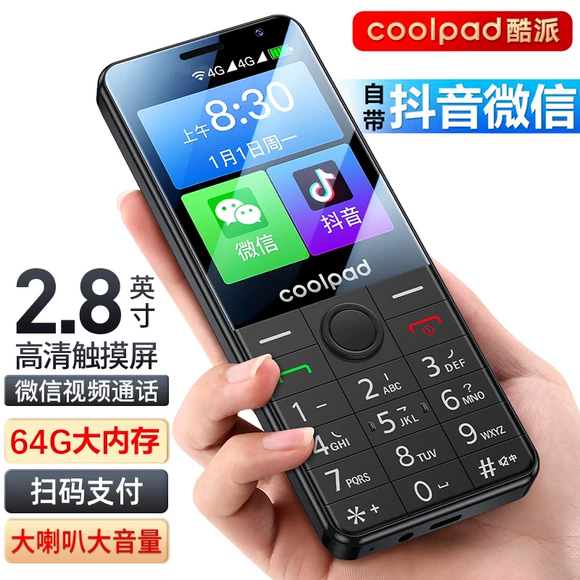 coolpad酷派
自带
抖音微信
4G 4G
上午 8:30
1月1日周一
微信
抖音
coolpad
2.8英寸
高清触摸屏
微信视频通话
64G大内存
扫码支付
大喇叭大音量
1
2 ABC
3 DEF
4 GHI
5 JKL
6 MNO
7 PQRS
8 TUV
9 WXYZ
*+
0
#中